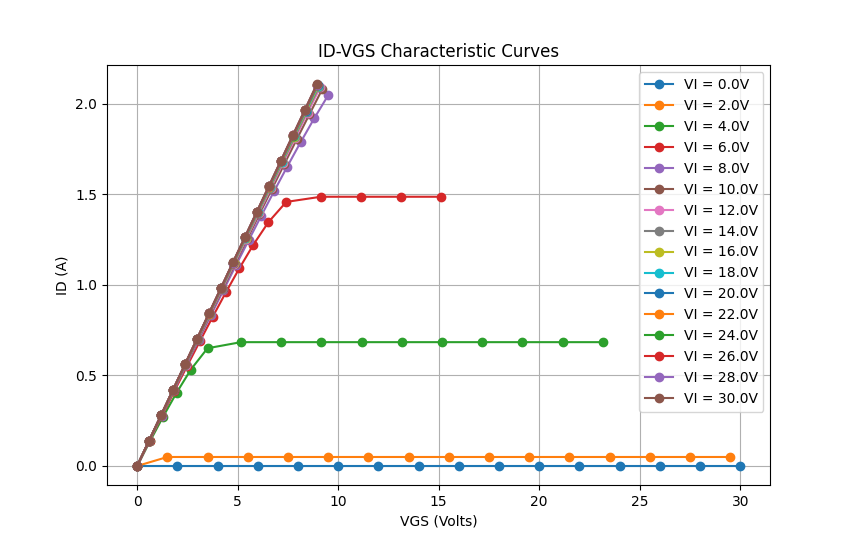 ID-VGS Characteristic Curves
ID (A)
2.0
1.5
1.0
0.5
0.0
0
5
10
15
20
25
30
VGS (Volts)
VI = 0.0V
VI = 2.0V
VI = 4.0V
VI = 6.0V
VI = 8.0V
VI = 10.0V
VI = 12.0V
VI = 14.0V
VI = 16.0V
VI = 18.0V
VI = 20.0V
VI = 22.0V
VI = 24.0V
VI = 26.0V
VI = 28.0V
VI = 30.0V